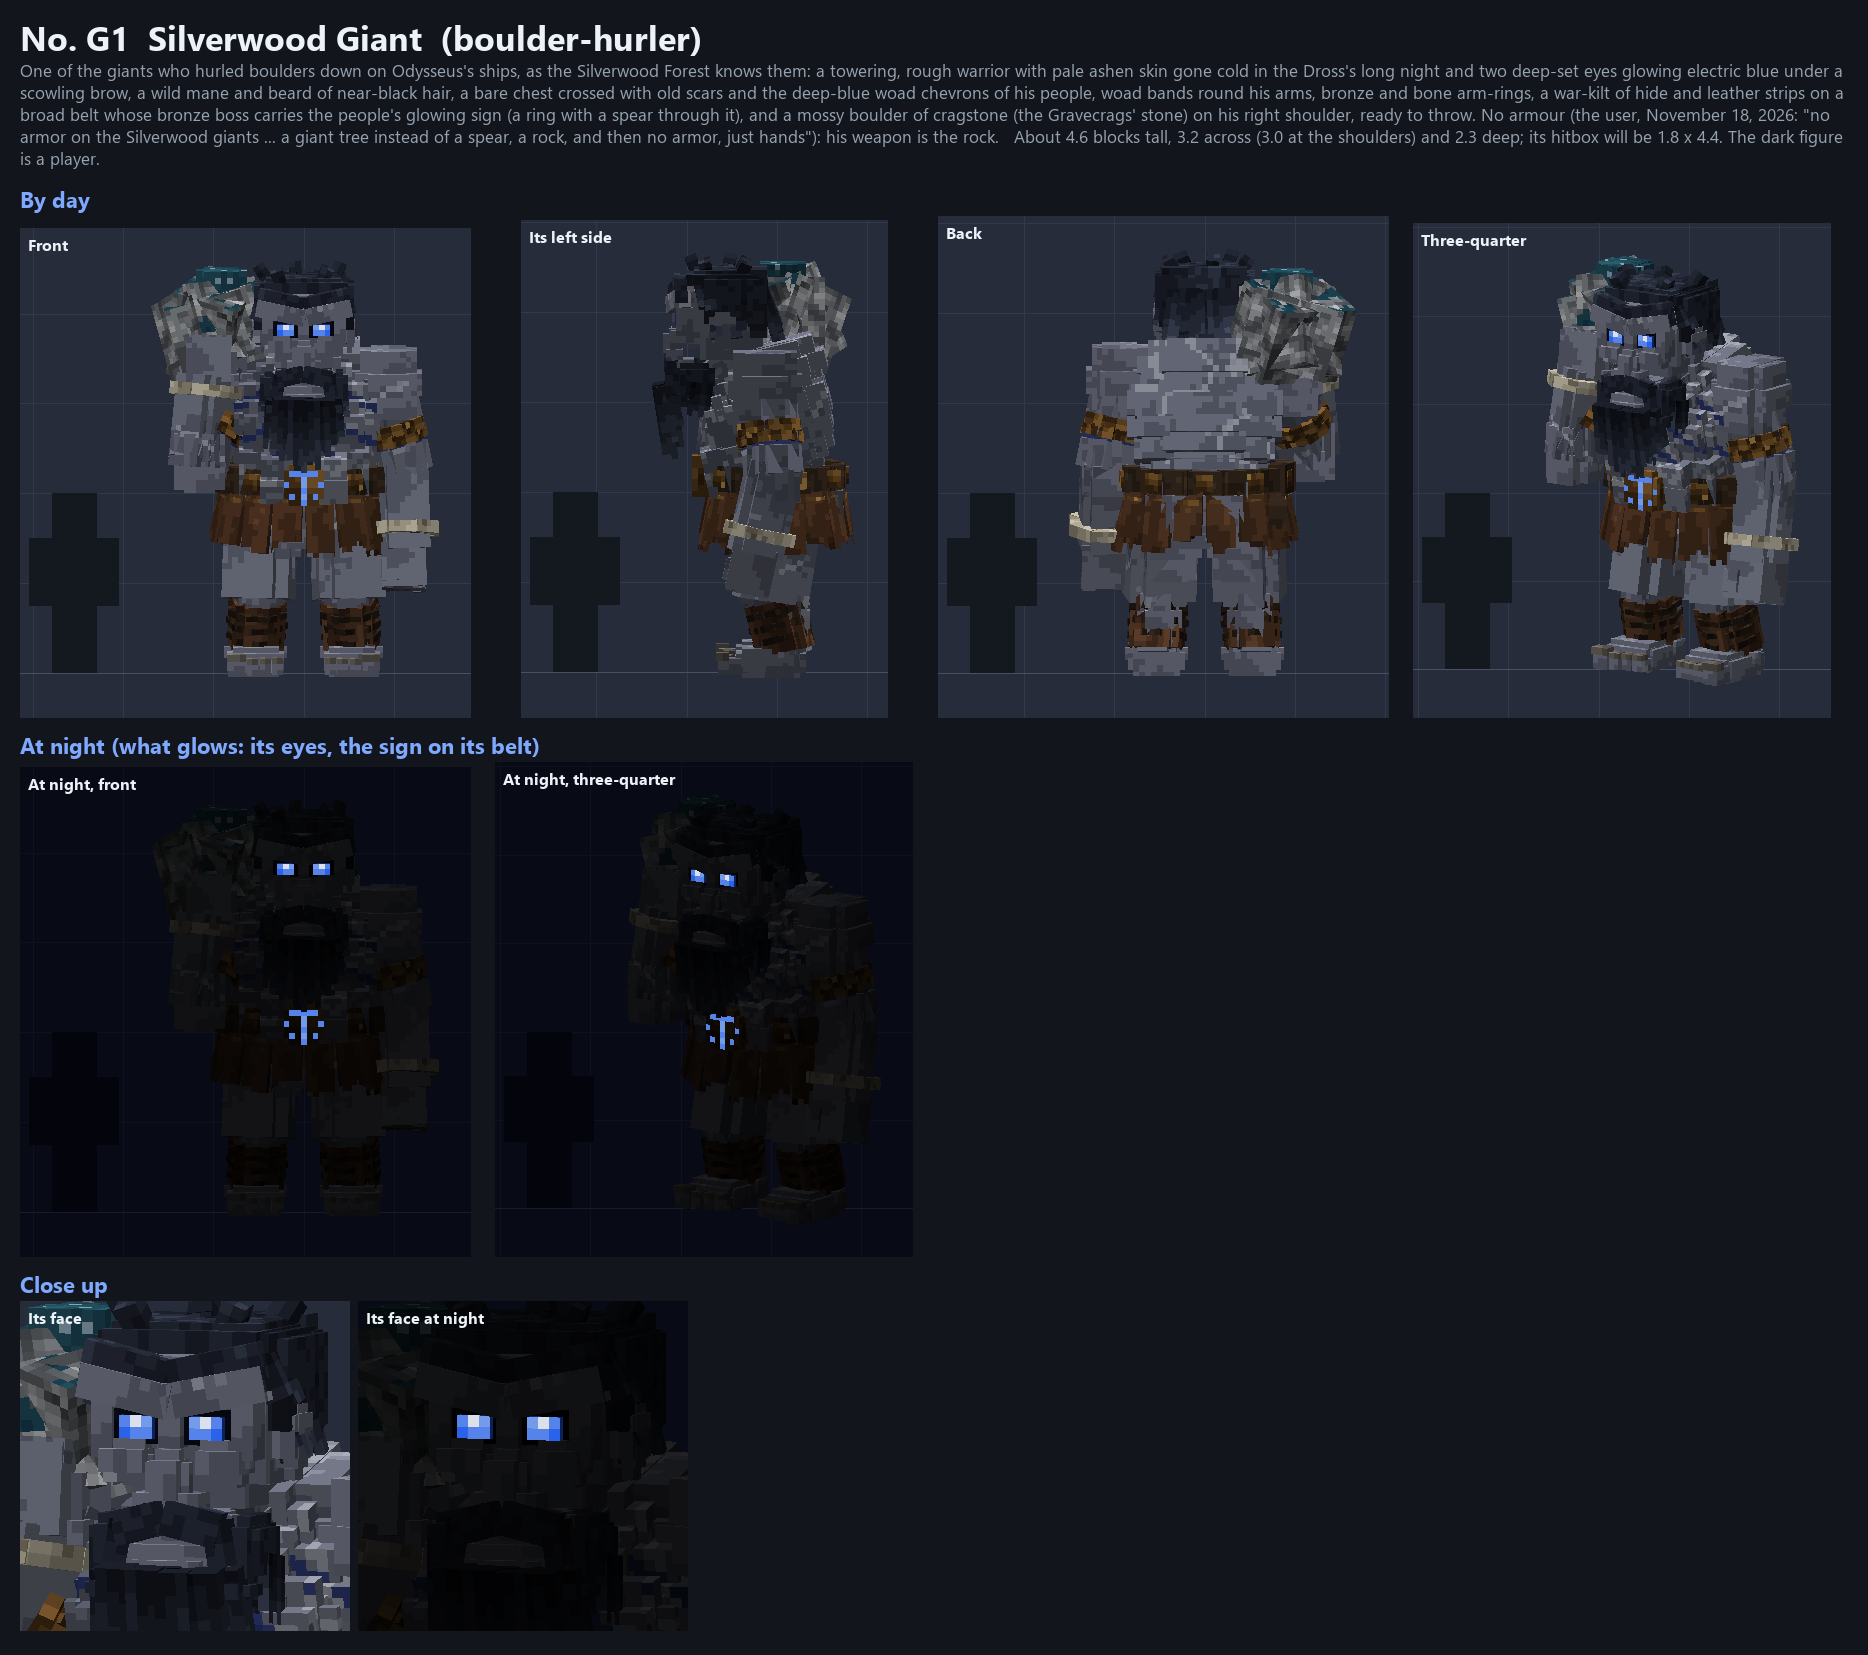 No. G1  Silverwood Giant  (boulder-hurler)
One of the giants who hurled boulders down on Odysseus's ships, as the Silverwood Forest knows them: a towering, rough warrior with pale ashen skin gone cold in the Dross's long night and two deep-set eyes glowing electric blue under a
scowling brow, a wild mane and beard of near-black hair, a bare chest crossed with old scars and the deep-blue woad chevrons of his people, woad bands round his arms, bronze and bone arm-rings, a war-kilt of hide and leather strips on a
broad belt whose bronze boss carries the people's glowing sign (a ring with a spear through it), and a mossy boulder of cragstone (the Gravecrags' stone) on his right shoulder, ready to throw. No armour (the user, November 18, 2026: "no
armor on the Silverwood giants ... a giant tree instead of a spear, a rock, and then no armor, just hands"): his weapon is the rock.   About 4.6 blocks tall, 3.2 across (3.0 at the shoulders) and 2.3 deep; its hitbox will be 1.8 x 4.4. The dark figure
is a player.
By day
Front
Its left side
Back
Three-quarter
At night (what glows: its eyes, the sign on its belt)
At night, front
At night, three-quarter
Close up
Its face
Its face at night